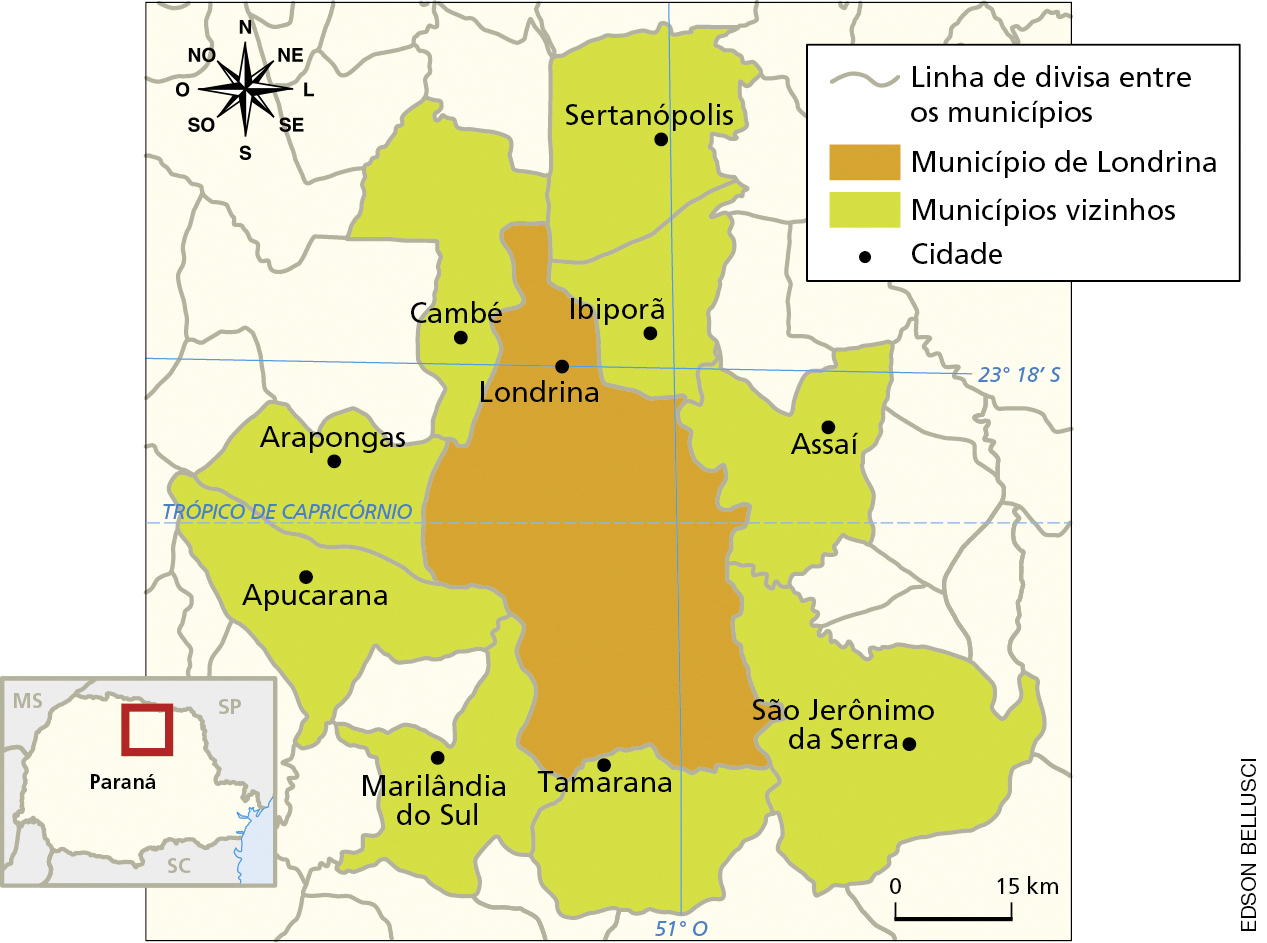 N
NO
NE
O
L
SO
SE
S
Linha de divisa entre
os municípios
Município de Londrina
Municípios vizinhos
Cidade
Sertanópolis
Cambé
Ibiporã
Londrina
23° 18’ S
Arapongas
Assaí
TRÓPICO DE CAPRICÓRNIO
Apucarana
São Jerônimo
da Serra
Marilândia
do Sul
Tamarana
MS
SP
Paraná
SC
0
15 km
51° O
EDSON BELLUSCI